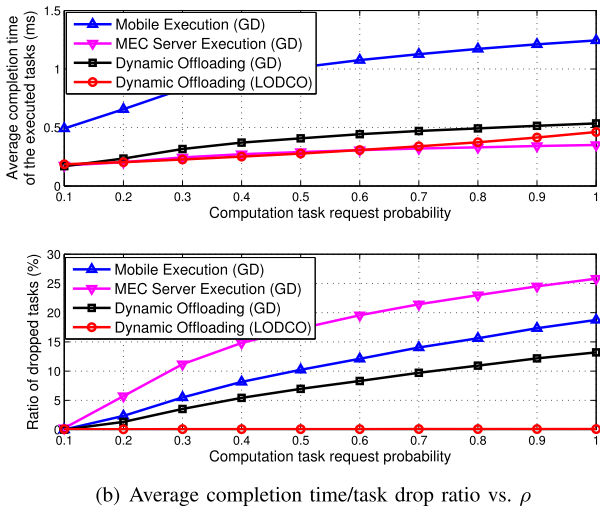 1.5
1
0.5
0
Average completion time
of the executed tasks (ms)
Mobile Execution (GD)
MEC Server Execution (GD)
Dynamic Offloading (GD)
Dynamic Offloading (LODCO)
0.1 0.2 0.3 0.4 0.5 0.6 0.7 0.8 0.9 1
Computation task request probability
30
25
20
15
10
5
0
Ratio of dropped tasks (%)
Mobile Execution (GD)
MEC Server Execution (GD)
Dynamic Offloading (GD)
Dynamic Offloading (LODCO)
0.1 0.2 0.3 0.4 0.5 0.6 0.7 0.8 0.9 1
Computation task request probability
(b) Average completion time/task drop ratio vs. ρ